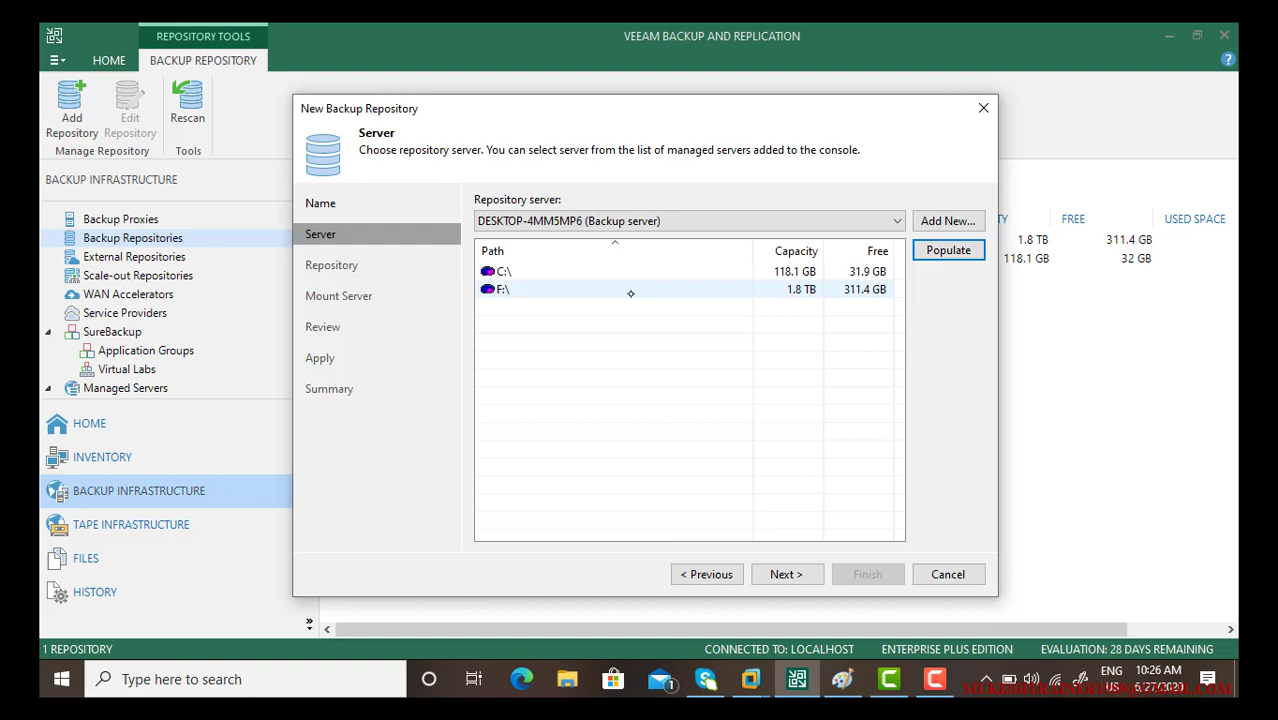 REPOSITORY TOOLS
VEEAM BACKUP AND REPLICATION
HOME
BACKUP REPOSITORY
Add Repository
Edit Repository
Rescan
Manage Repository
Tools
BACKUP INFRASTRUCTURE
Backup Proxies
Backup Repositories
External Repositories
Scale-out Repositories
WAN Accelerators
Service Providers
SureBackup
Application Groups
Virtual Labs
Managed Servers
HOME
INVENTORY
BACKUP INFRASTRUCTURE
TAPE INFRASTRUCTURE
FILES
HISTORY
New Backup Repository
Server
Choose repository server. You can select server from the list of managed servers added to the console.
Name
Server
Repository
Mount Server
Review
Apply
Summary
Repository server:
DESKTOP-4MM5MP6 (Backup server)
Add New...
Populate
Path Capacity Free
C:\ 118.1 GB 31.9 GB
F:\ 1.8 TB 311.4 GB
< Previous
Next >
Finish
Cancel
TY FREE USED SPACE
1.8 TB 311.4 GB
118.1 GB 32 GB
1 REPOSITORY
CONNECTED TO: LOCALHOST
ENTERPRISE PLUS EDITION
EVALUATION: 28 DAYS REMAINING
Type here to search
1
ENG
US
10:26 AM
6/27/2020